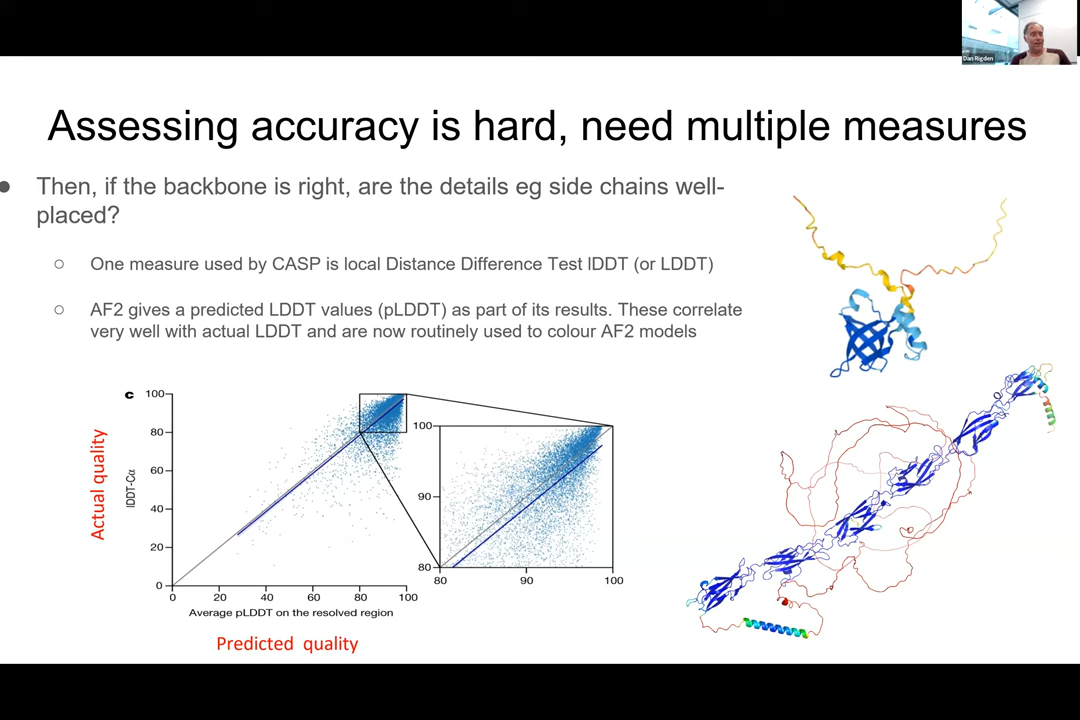 Dan Rigden
Assessing accuracy is hard, need multiple measures
● Then, if the backbone is right, are the details eg side chains well-
placed?
○ One measure used by CASP is local Distance Difference Test lDDT (or LDDT)
○ AF2 gives a predicted LDDT values (pLDDT) as part of its results. These correlate
very well with actual LDDT and are now routinely used to colour AF2 models
c
Actual quality
lDDT-Cα
100
80
60
40
20
0
0 20 40 60 80 100
100
90
80
80 90 100
Average pLDDT on the resolved region
Predicted quality